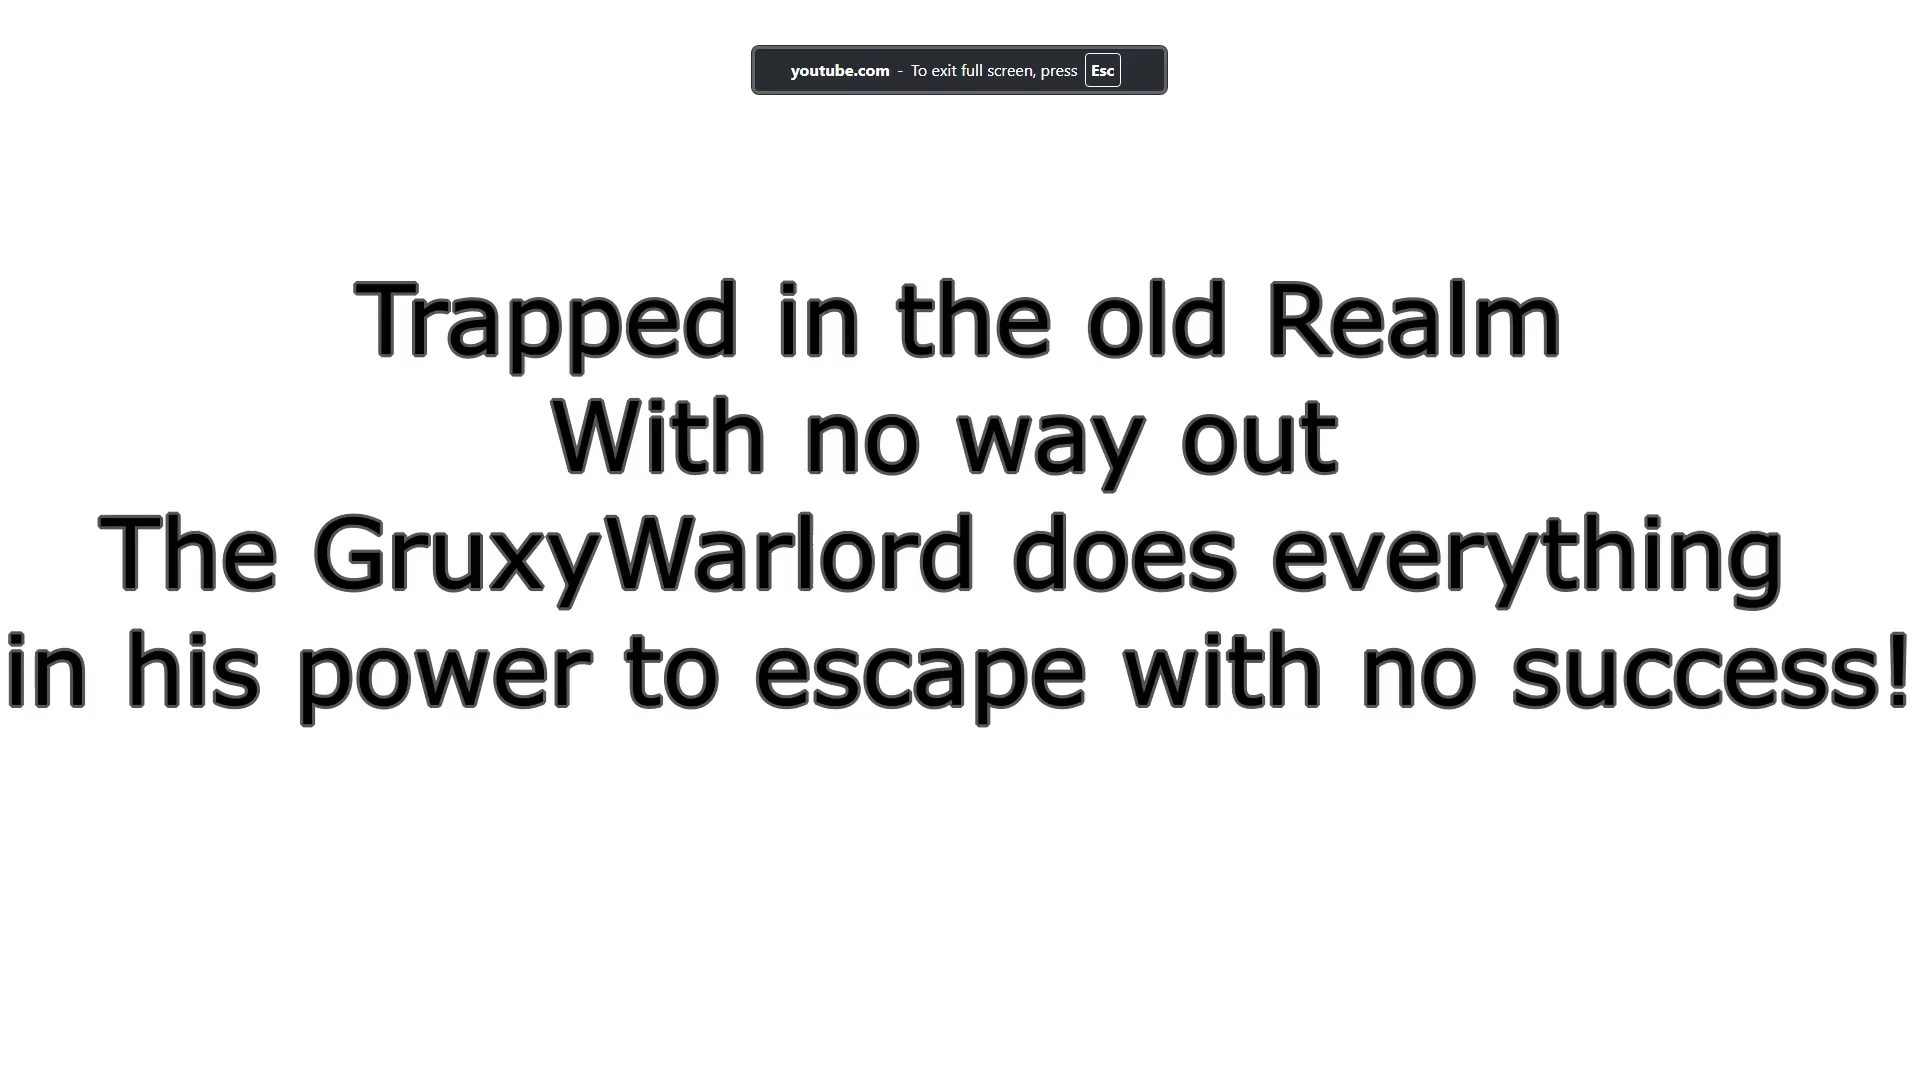 youtube.com - To exit full screen, press Esc
Trapped in the old Realm
With no way out
The GruxyWarlord does everything
in his power to escape with no success!